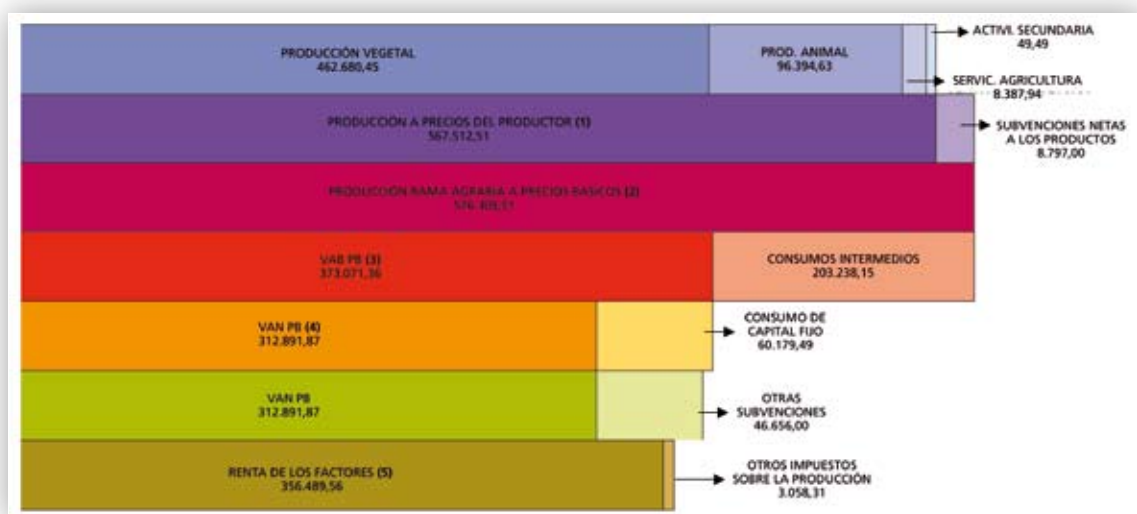 PRODUCCIÓN VEGETAL
462.680,45
PROD. ANIMAL
96.394,63
ACTIVI. SECUNDARIA
49,49
SERVIC. AGRICULTURA
8.387,94
PRODUCCIÓN A PRECIOS DEL PRODUCTOR (1)
567.512,51
SUBVENCIONES NETAS
A LOS PRODUCTOS
8.797,00
PRODUCCIÓN RAMA AGRARIA A PRECIOS BÁSICOS (2)
576.309,51
VAB PB (3)
373.071,36
CONSUMOS INTERMEDIOS
203.238,15
VAN PB (4)
312.891,87
CONSUMO DE
CAPITAL FIJO
60.179,49
VAN PB
312.891,87
OTRAS
SUBVENCIONES
46.656,00
RENTA DE LOS FACTORES (5)
356.489,56
OTROS IMPUESTOS
SOBRE LA PRODUCCIÓN
3.058,31